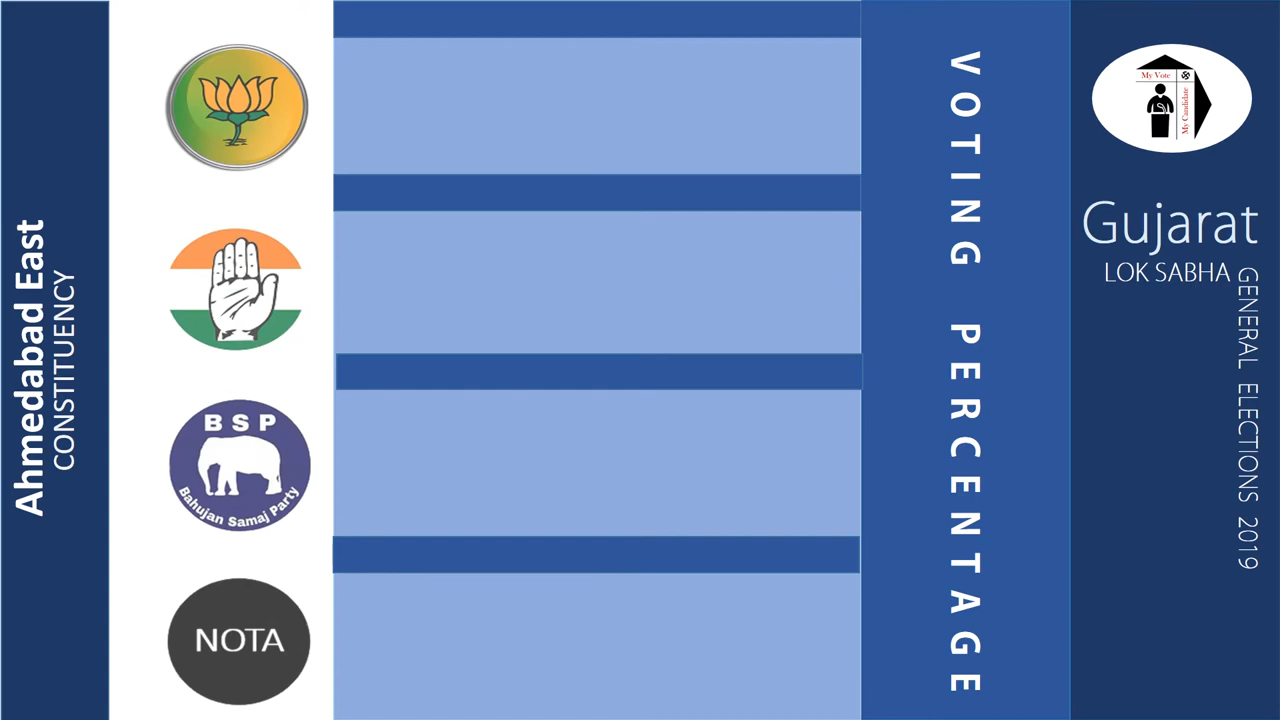 Ahmedabad East
CONSTITUENCY
B S P
Bahujan Samaj Party
NOTA
VOTING PERCENTAGE
My Vote
My Candidate
Gujarat
LOK SABHA
GENERAL ELECTIONS 2019